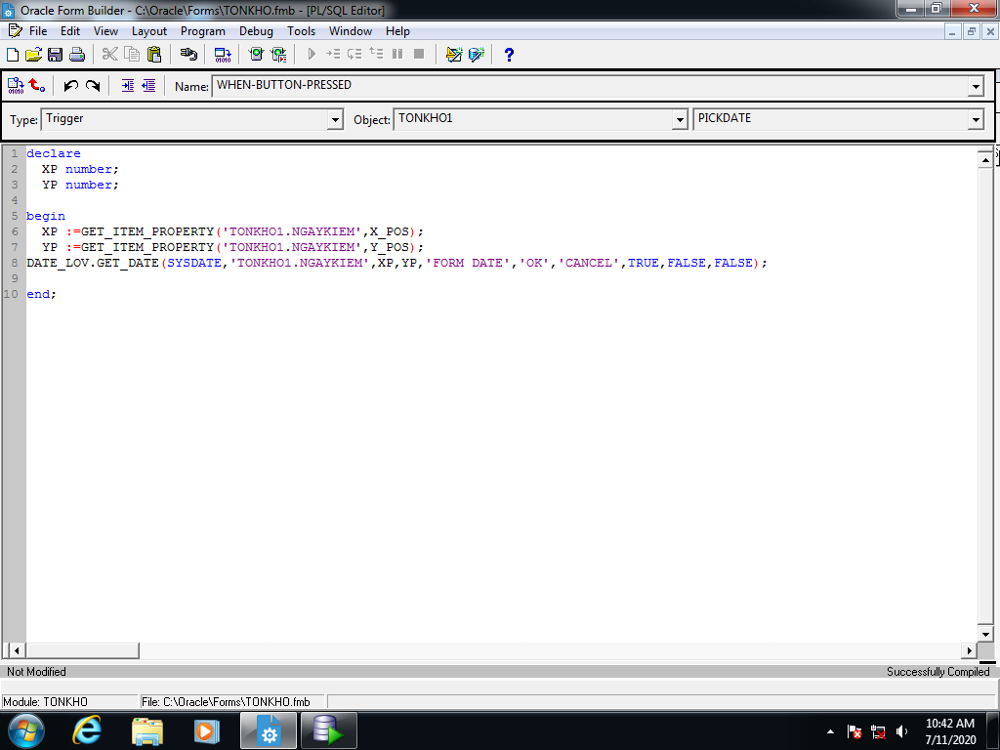 Oracle Form Builder - C:\Oracle\Forms\TONKHO.fmb - [PL/SQL Editor]
File Edit View Layout Program Debug Tools Window Help
Name: WHEN-BUTTON-PRESSED
Type: Trigger Object: TONKHO1 PICKDATE
1 declare
2 XP number;
3 YP number;
4
5 begin
6 XP :=GET_ITEM_PROPERTY('TONKHO1.NGAYKIEM',X_POS);
7 YP :=GET_ITEM_PROPERTY('TONKHO1.NGAYKIEM',Y_POS);
8 DATE_LOV.GET_DATE(SYSDATE,'TONKHO1.NGAYKIEM',XP,YP,'FORM DATE','OK','CANCEL',TRUE,FALSE,FALSE);
9
10 end;
Not Modified Successfully Compiled
Module: TONKHO File: C:\Oracle\Forms\TONKHO.fmb
10:42 AM
7/11/2020